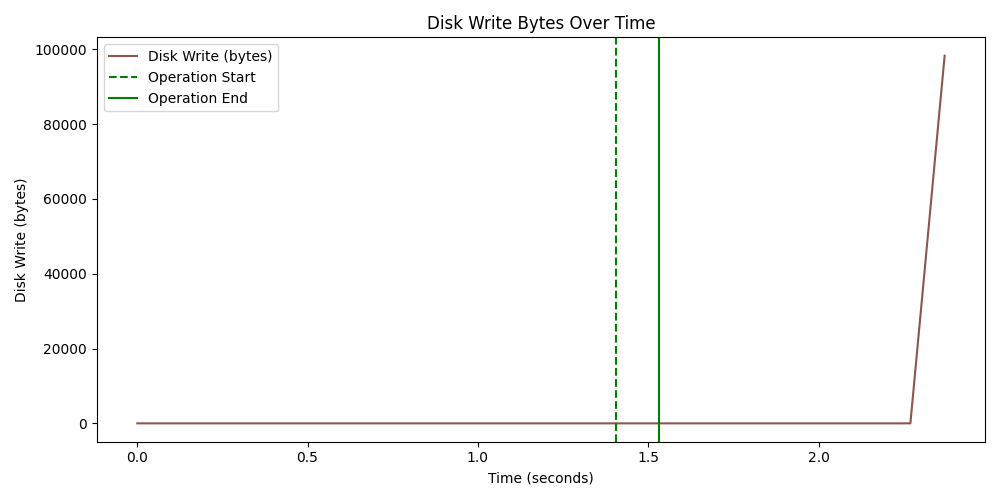 Disk Write Bytes Over Time
Disk Write (bytes)
Operation Start
Operation End
100000
80000
60000
40000
20000
0
Disk Write (bytes)
0.0
0.5
1.0
1.5
2.0
Time (seconds)